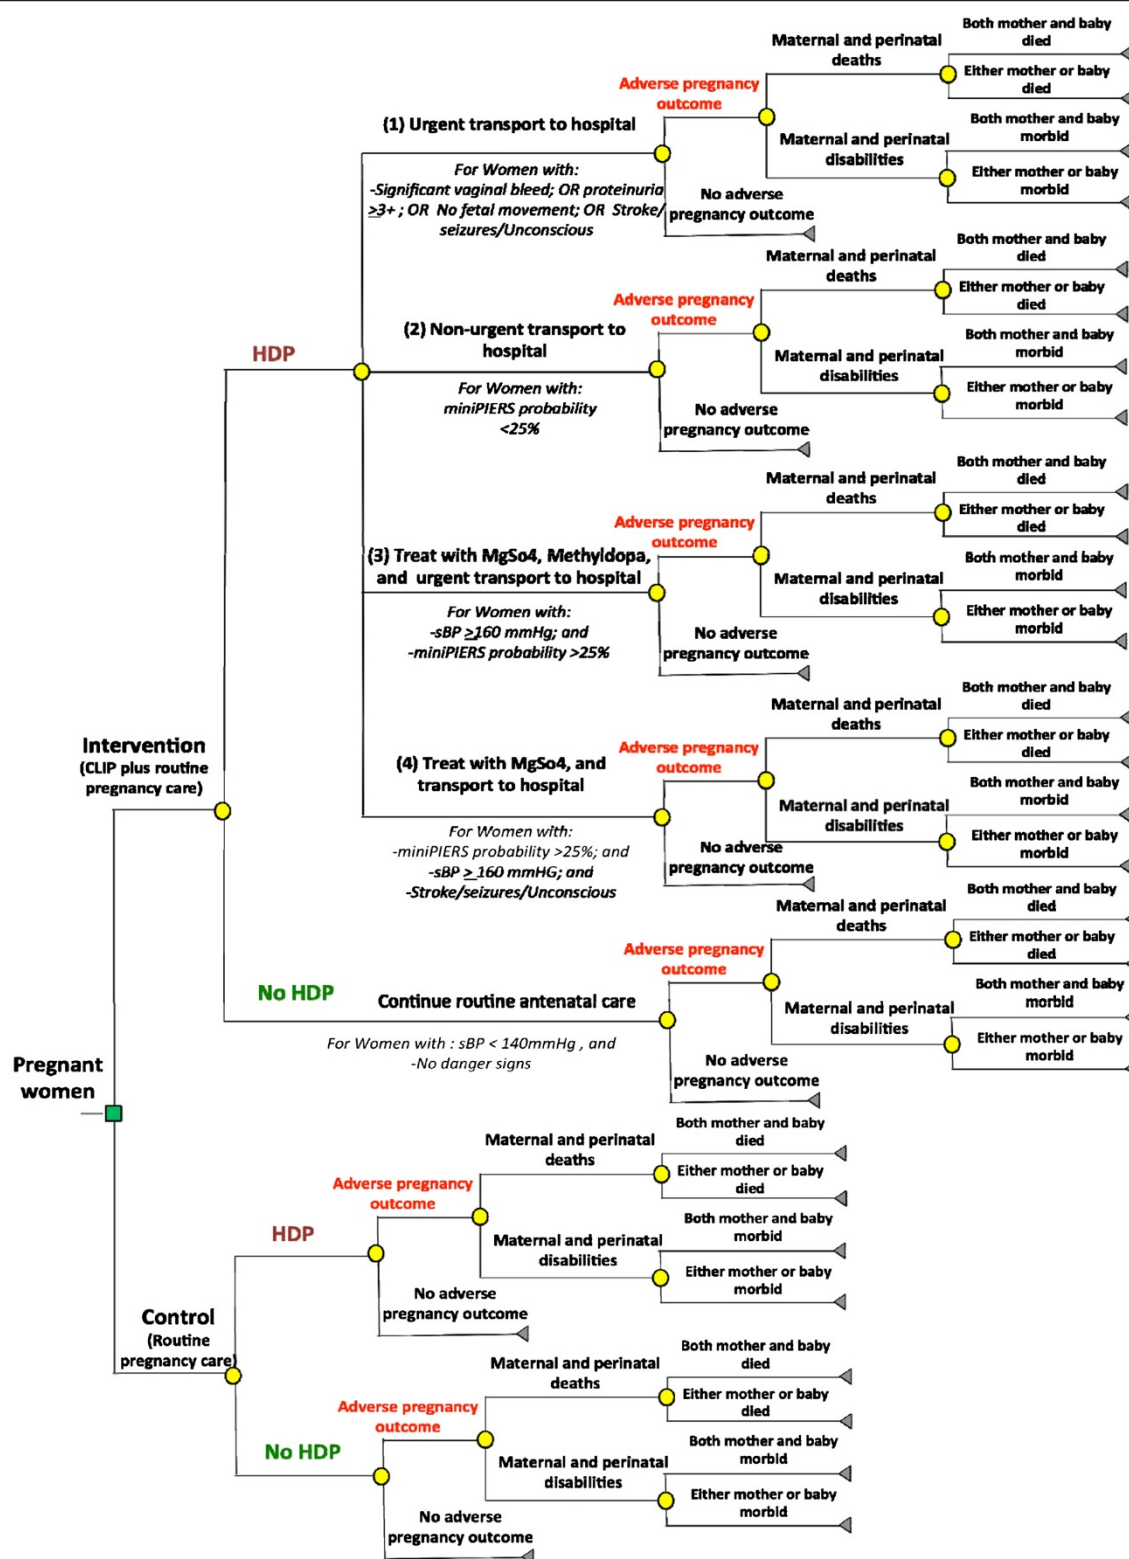 Both mother and baby
died
Maternal and perinatal
deaths
Either mother or baby
died
Adverse pregnancy
outcome
(1) Urgent transport to hospital
Both mother and baby
morbid
Maternal and perinatal
disabilities
Either mother or baby
morbid
For Women with:
-Significant vaginal bleed; OR proteinuria
>3+ ; OR No fetal movement; OR Stroke/
seizures/Unconscious
No adverse
pregnancy outcome
Both mother and baby
died
Maternal and perinatal
deaths
Either mother or baby
died
Adverse pregnancy
outcome
(2) Non-urgent transport to
hospital
Both mother and baby
morbid
Maternal and perinatal
disabilities
Either mother or baby
morbid
HDP
For Women with:
miniPIERS probability
<25%
No adverse
pregnancy outcome
Both mother and baby
died
Maternal and perinatal
deaths
Either mother or baby
died
Adverse pregnancy
outcome
(3) Treat with MgSo4, Methyldopa,
and urgent transport to hospital
Both mother and baby
morbid
Maternal and perinatal
disabilities
Either mother or baby
morbid
For Women with:
-sBP >160 mmHg; and
-miniPIERS probability >25%
No adverse
pregnancy outcome
Both mother and baby
died
Maternal and perinatal
deaths
Either mother or baby
died
Adverse pregnancy
outcome
Intervention
(CLIP plus routine
pregnancy care)
(4) Treat with MgSo4, and
transport to hospital
Both mother and baby
morbid
Maternal and perinatal
disabilities
Either mother or baby
morbid
For Women with:
-miniPIERS probability >25%; and
-sBP > 160 mmHG; and
-Stroke/seizures/Unconscious
No adverse
pregnancy outcome
Both mother and baby
died
Maternal and perinatal
deaths
Either mother or baby
died
Adverse pregnancy
outcome
No HDP
Continue routine antenatal care
Both mother and baby
morbid
Maternal and perinatal
disabilities
Either mother or baby
morbid
For Women with : sBP < 140mmHg , and
-No danger signs
No adverse
pregnancy outcome
Pregnant
women
Both mother and baby
died
Maternal and perinatal
deaths
Either mother or baby
died
Adverse pregnancy
outcome
HDP
Both mother and baby
morbid
Maternal and perinatal
disabilities
Either mother or baby
morbid
No adverse
pregnancy outcome
Control
(Routine
pregnancy care)
Both mother and baby
died
Maternal and perinatal
deaths
Either mother or baby
died
Adverse pregnancy
outcome
No HDP
Both mother and baby
morbid
Maternal and perinatal
disabilities
Either mother or baby
morbid
No adverse
pregnancy outcome